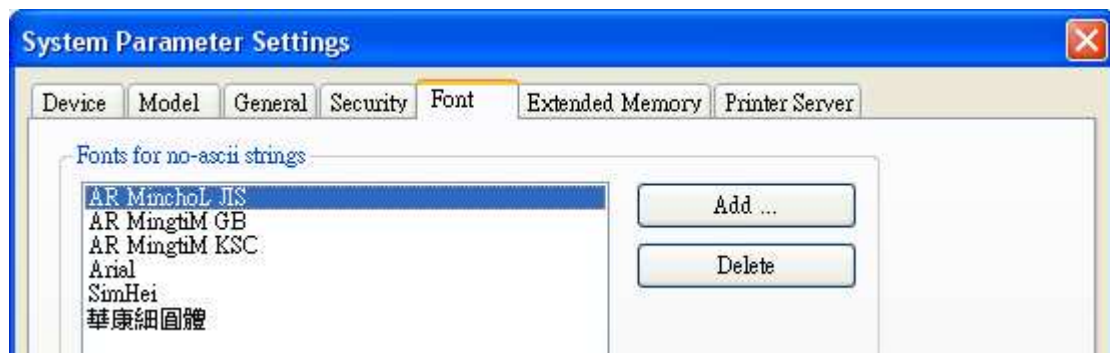 System Parameter Settings
Device Model General Security Font Extended Memory Printer Server
Fonts for no-ascii strings
AR MinchoL JIS
AR MingtiM GB
AR MingtiM KSC
Arial
SimHei
華康細圓體
Add ...
Delete